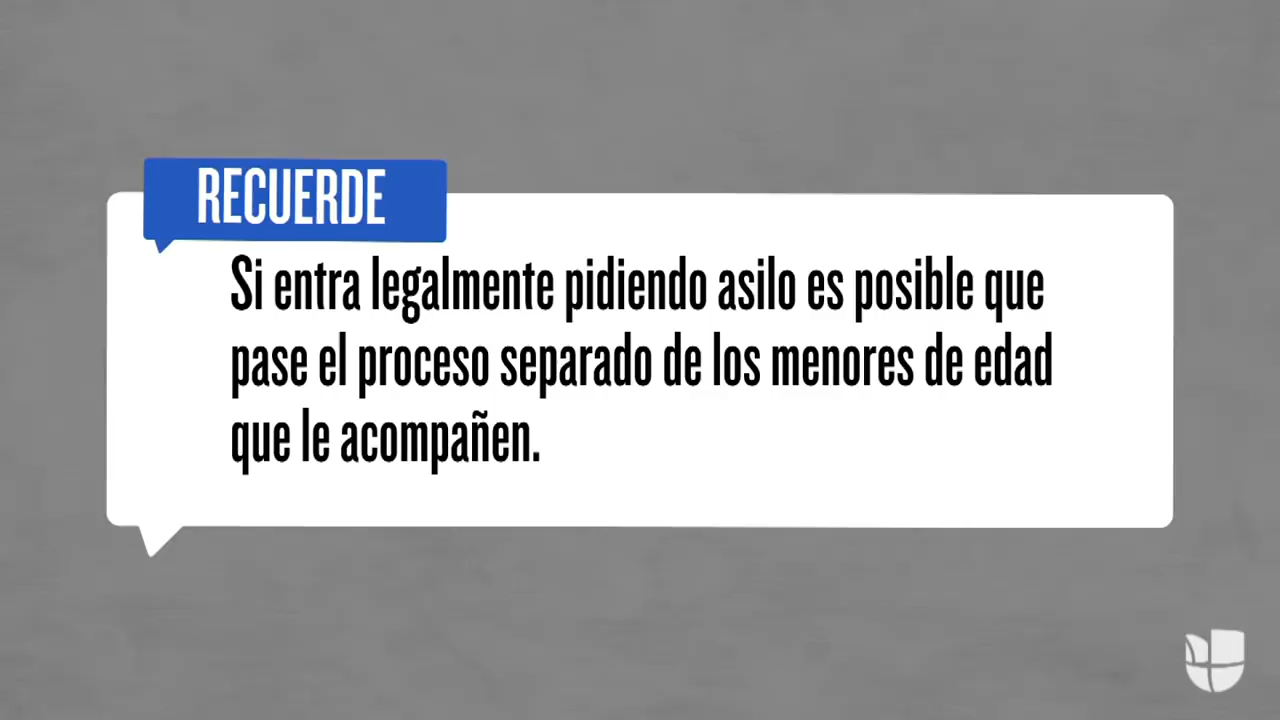 RECUERDE
Si entra legalmente pidiendo asilo es posible que
pase el proceso separado de los menores de edad
que le acompañen.